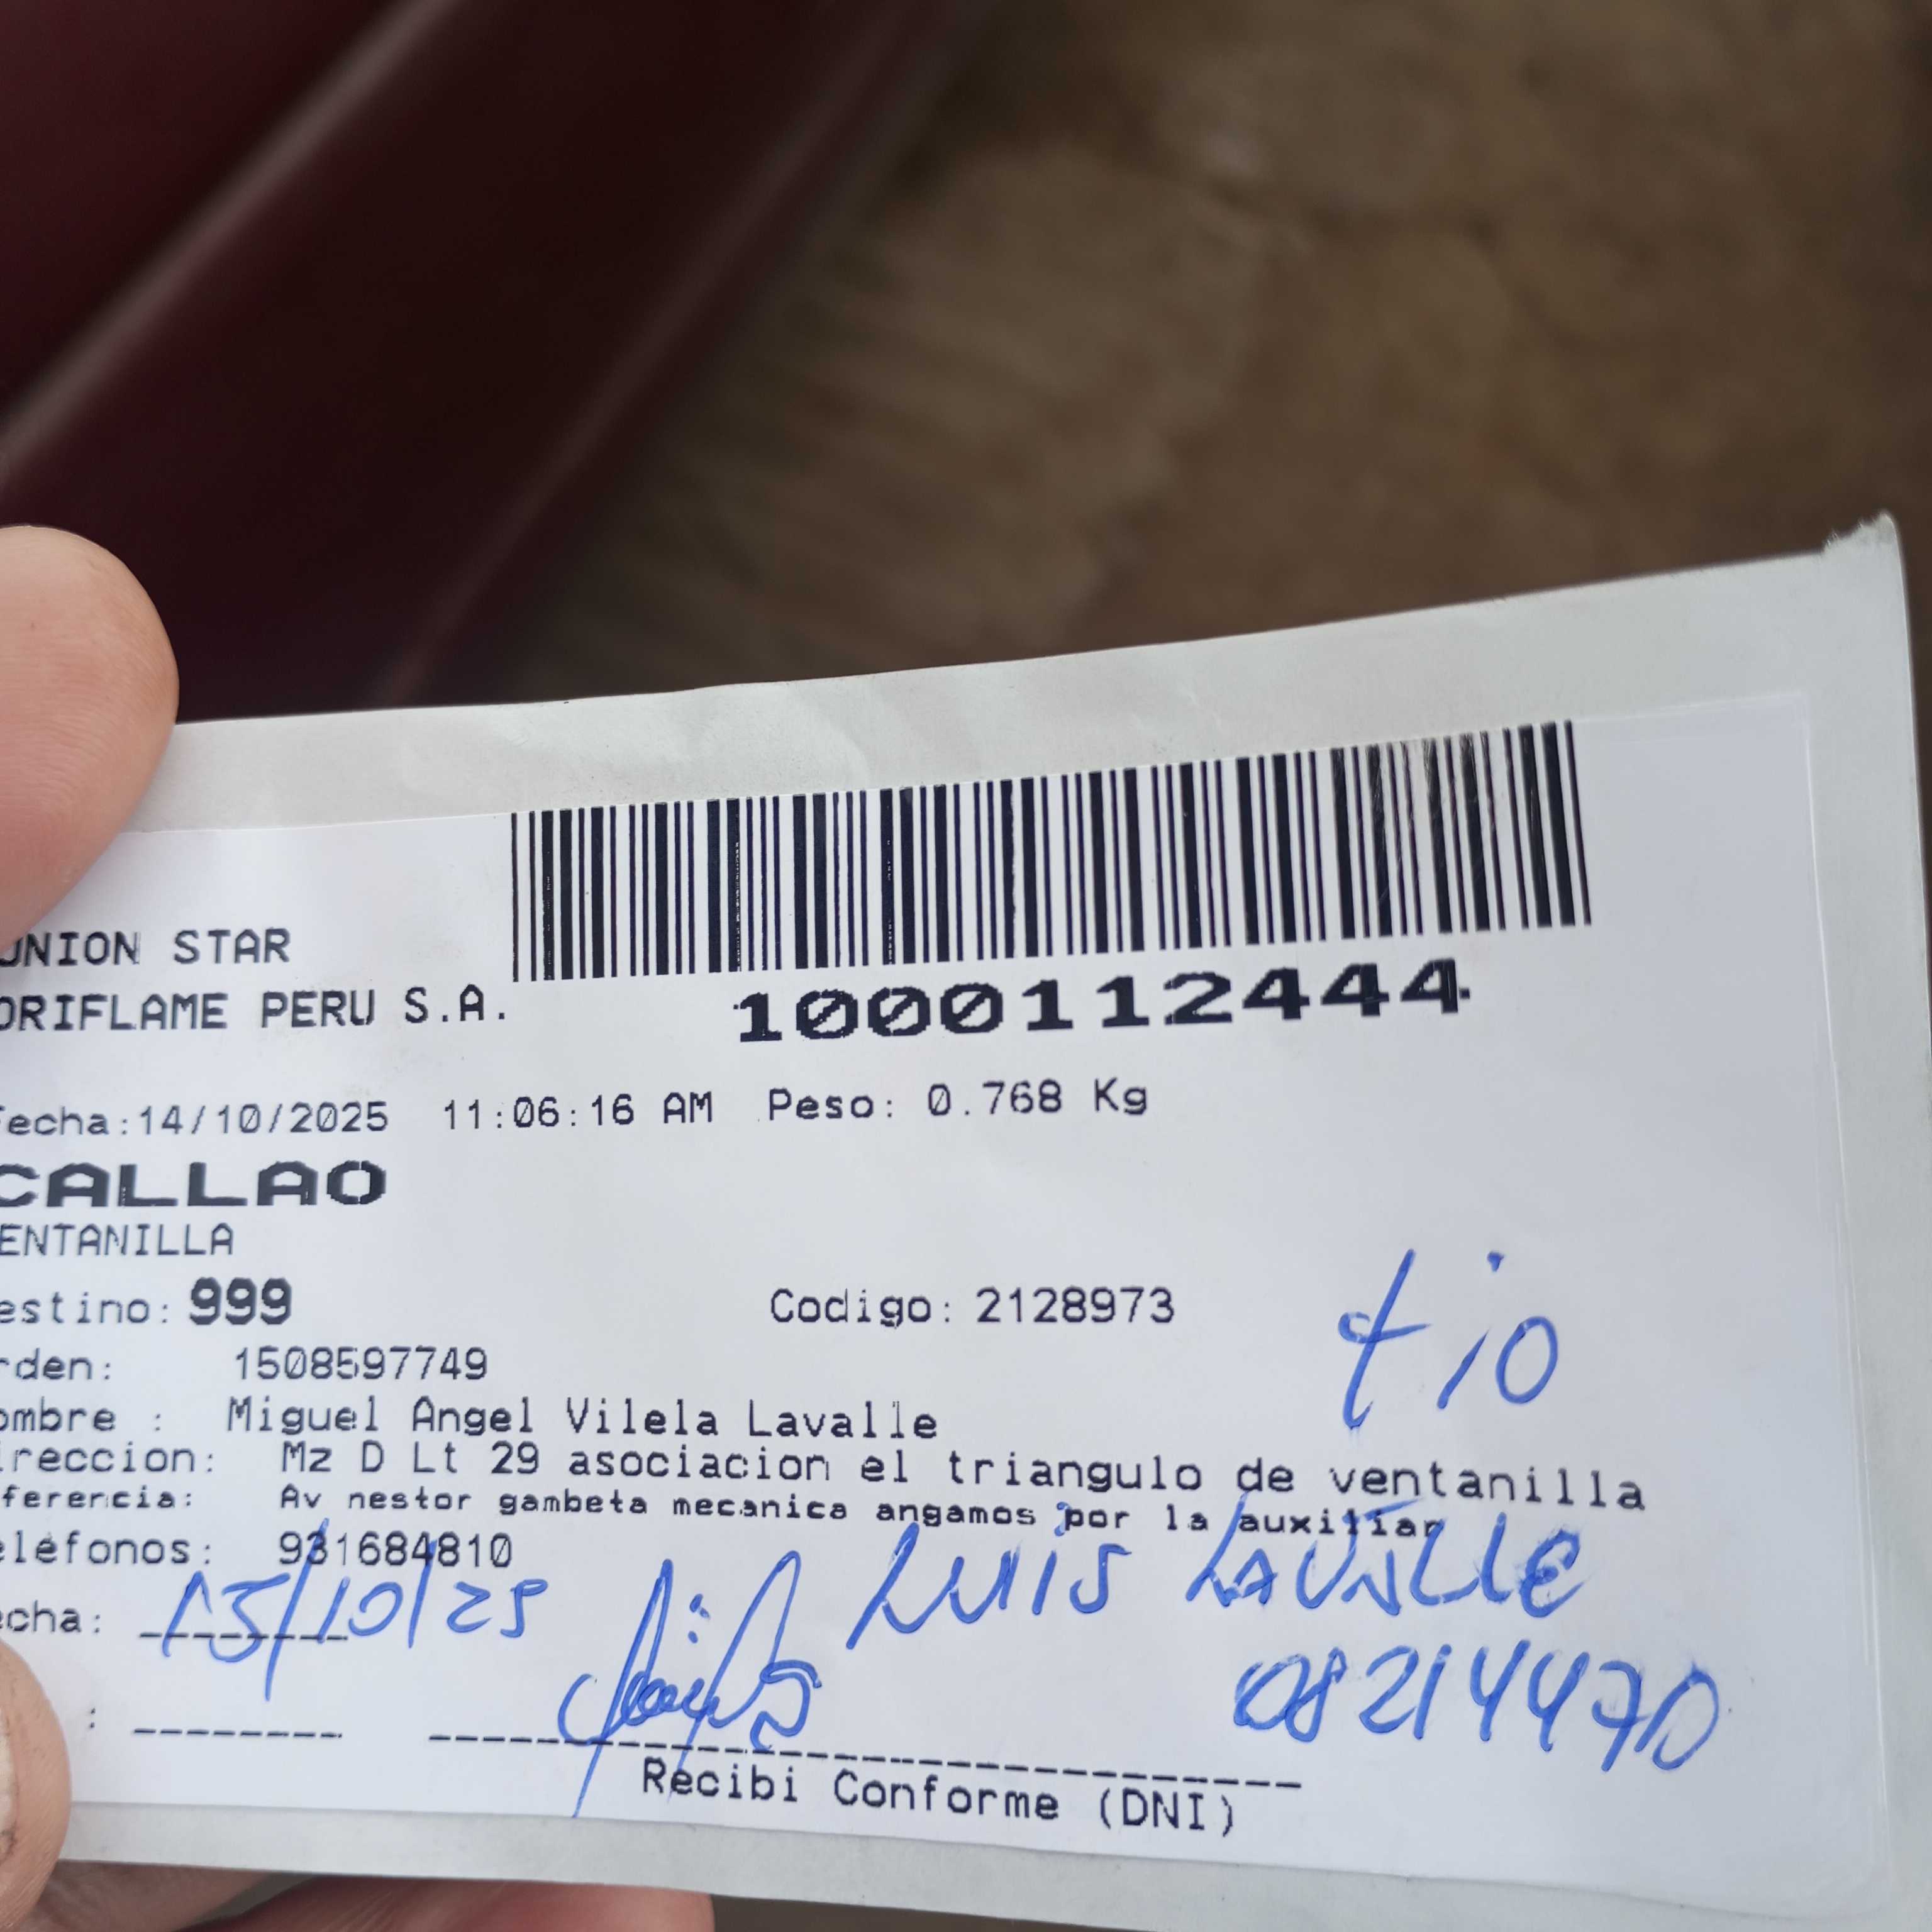 UNION STAR
ORIFLAME PERU S.A.
1000112444
Fecha:14/10/2025 11:06:16 AM Peso: 0.768 Kg
CALLAO
ENTANILLA
estino: 999 Codigo: 2128973
tio
rden: 1508597749
ombre : Miguel Angel Vilela Lavalle
ireccion: Mz D Lt 29 asociacion el triangulo de ventanilla
ferencia: Av nestor gambeta mecanica angamos por la auxiliar
eléfonos: 931684810
echa: 15/10/25 LUIS LAVALLE
08214470
:
Recibi Conforme (DNI)